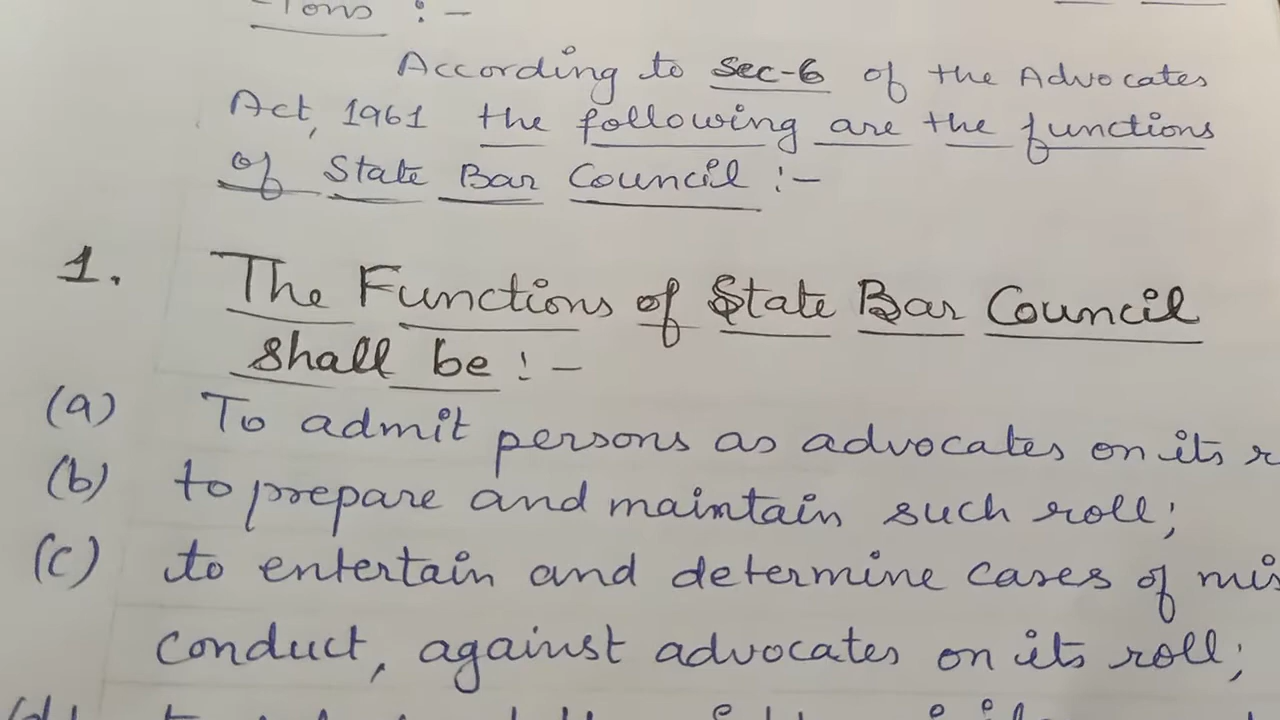 tons :-
According to Sec-6 of the Advocates
Act, 1961 the following are the functions
of State Bar Council :-
1. The Functions of State Bar Council
shall be :-
(a) To admit persons as advocates on its
(b) to prepare and maintain such roll;
(c) to entertain and determine cases of mis
conduct, against advocates on its roll;
(d)